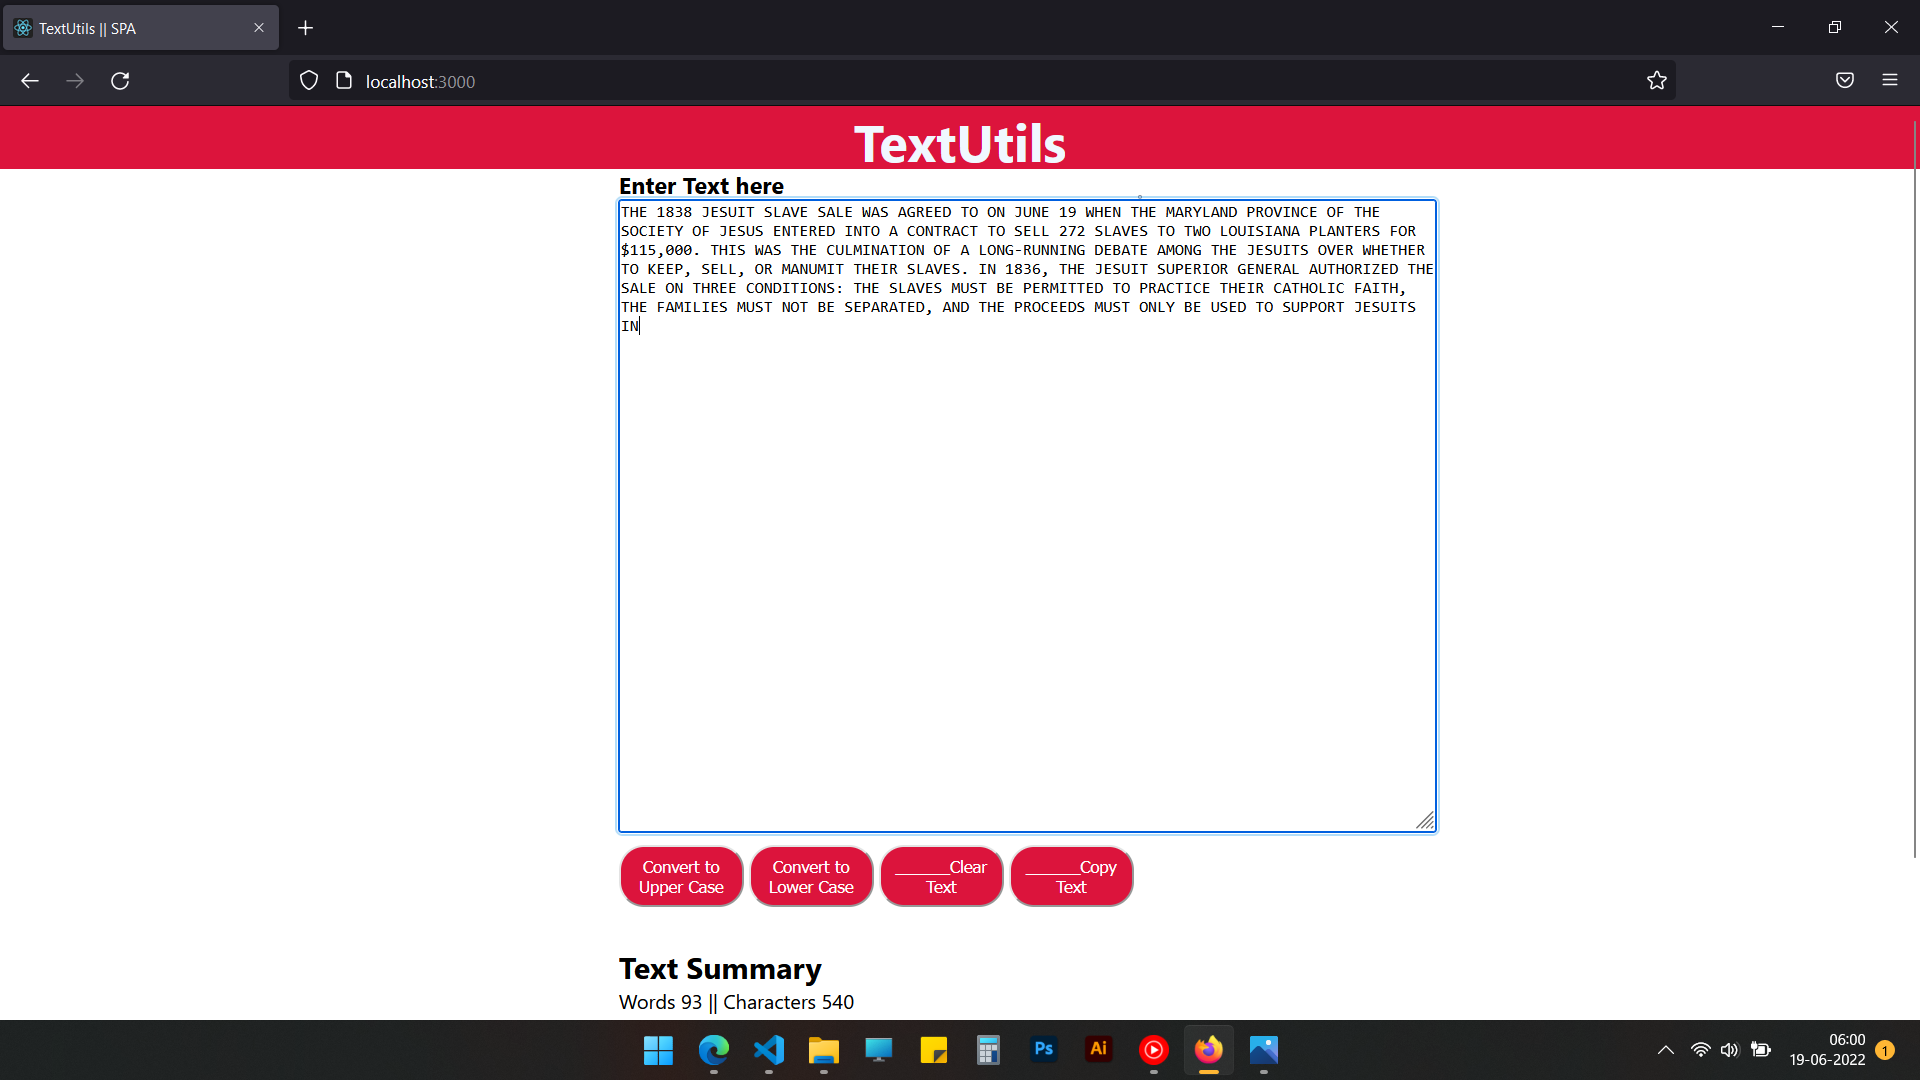 TextUtils || SPA
localhost:3000
TextUtils
Enter Text here
THE 1838 JESUIT SLAVE SALE WAS AGREED TO ON JUNE 19 WHEN THE MARYLAND PROVINCE OF THE
SOCIETY OF JESUS ENTERED INTO A CONTRACT TO SELL 272 SLAVES TO TWO LOUISIANA PLANTERS FOR
$115,000. THIS WAS THE CULMINATION OF A LONG-RUNNING DEBATE AMONG THE JESUITS OVER WHETHER
TO KEEP, SELL, OR MANUMIT THEIR SLAVES. IN 1836, THE JESUIT SUPERIOR GENERAL AUTHORIZED THE
SALE ON THREE CONDITIONS: THE SLAVES MUST BE PERMITTED TO PRACTICE THEIR CATHOLIC FAITH,
THE FAMILIES MUST NOT BE SEPARATED, AND THE PROCEEDS MUST ONLY BE USED TO SUPPORT JESUITS
IN
Convert to
Upper Case
Convert to
Lower Case
______Clear
Text
______Copy
Text
Text Summary
Words 93 || Characters 540
Ps
Ai
06:00
19-06-2022
1